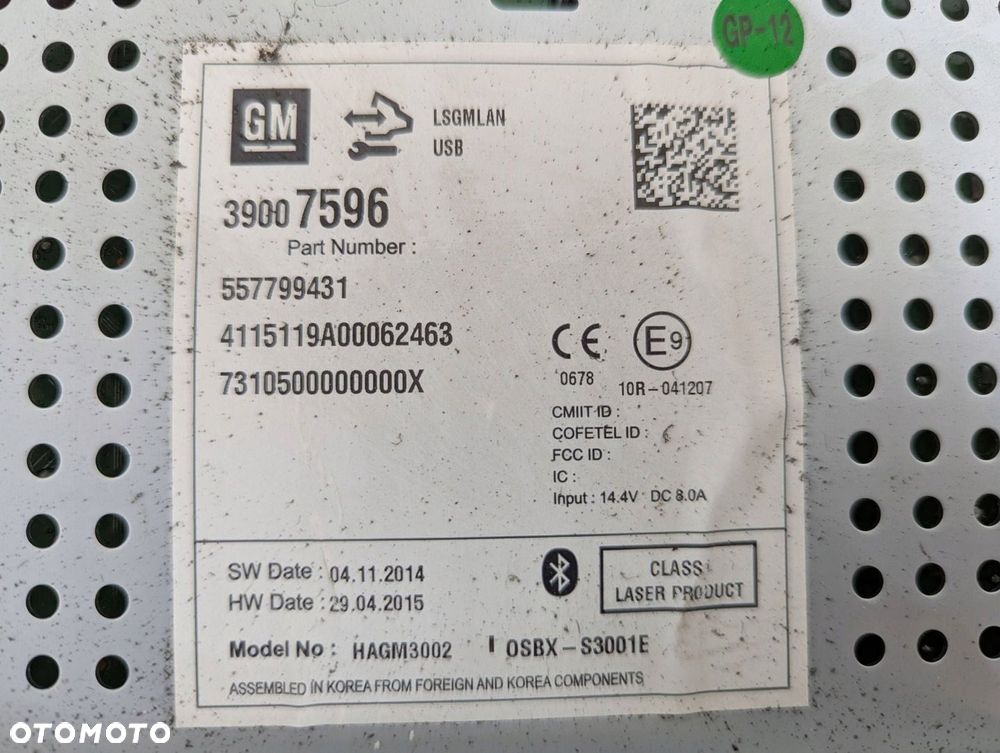 GP-12
GM
LSGMLAN
USB
39007596
Part Number :
557799431
4115119A00062463
7310500000000X
CE
E9
0678
10R-041207
CMIIT ID :
COFETEL ID :
FCC ID :
IC :
Input : 14.4V DC 8.0A
SW Date : 04.11.2014
HW Date : 29.04.2015
CLASS
LASER PRODUCT
Model No : HAGM3002 OSBX-S3001E
ASSEMBLED IN KOREA FROM FOREIGN AND KOREA COMPONENTS
OTOMOTO